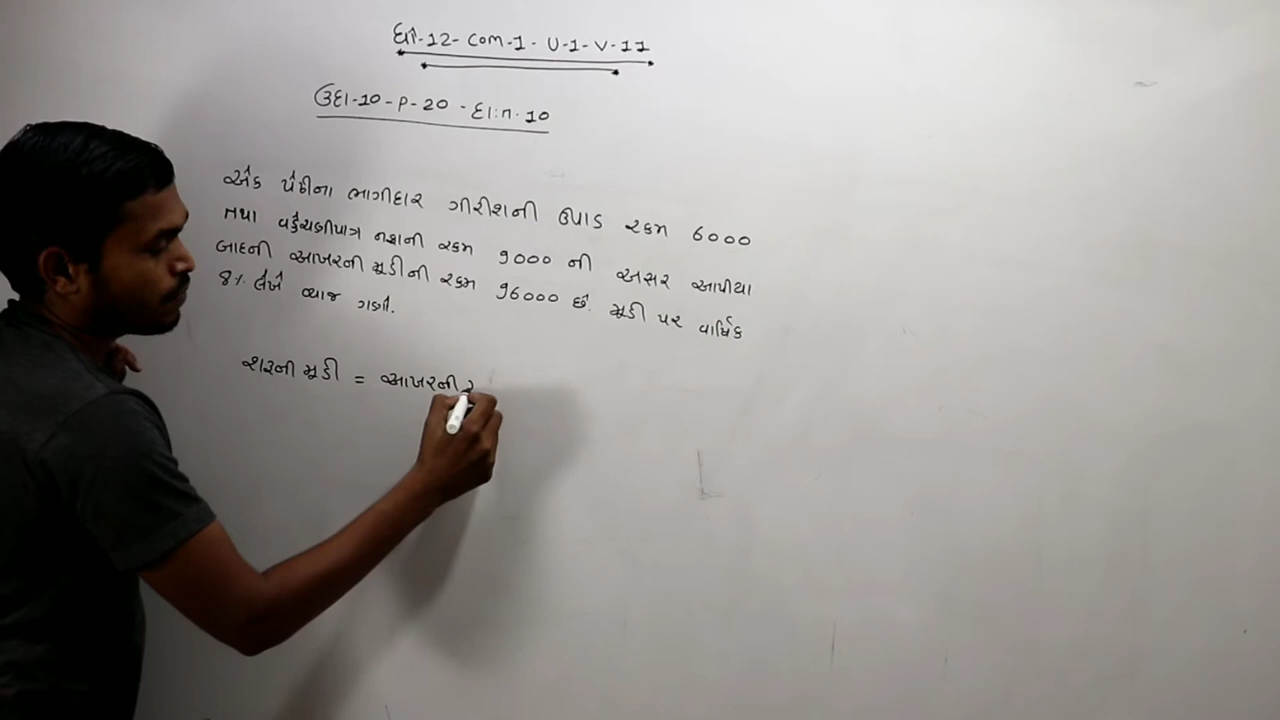 ધો-12-Com-1-U-1-V-11
ઉદા-10-P-20-દા.ન.10
એક પેઢીના ભાગીદાર ગીરીશની ઉપાડ રકમ 6000
તથા વહેંચણીપાત્ર નફાની રકમ 9000 ની અસર આપીયા
બાદની આખરની મૂડીની રકમ 96000 છે. મૂડી પર વાર્ષિક
8% લેખે વ્યાજ ગણો.
શરની મૂડી = આખરની